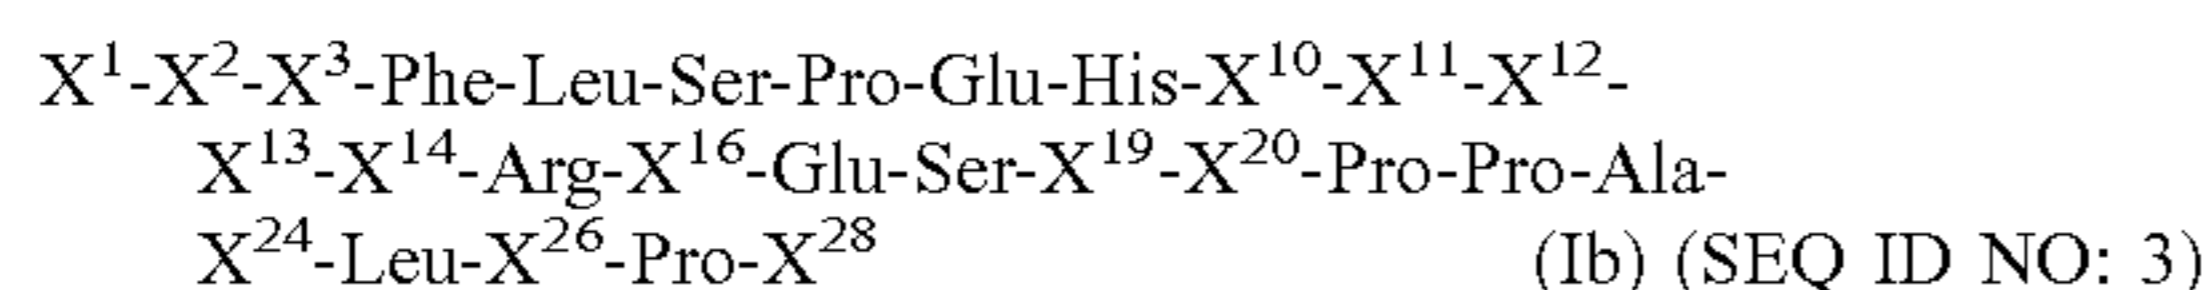 X¹-X²-X³-Phe-Leu-Ser-Pro-Glu-His-X¹⁰-X¹¹-X¹²-
X¹³-X¹⁴-Arg-X¹⁶-Glu-Ser-X¹⁹-X²⁰-Pro-Pro-Ala-
X²⁴-Leu-X²⁶-Pro-X²⁸ (Ib) (SEQ ID NO: 3)